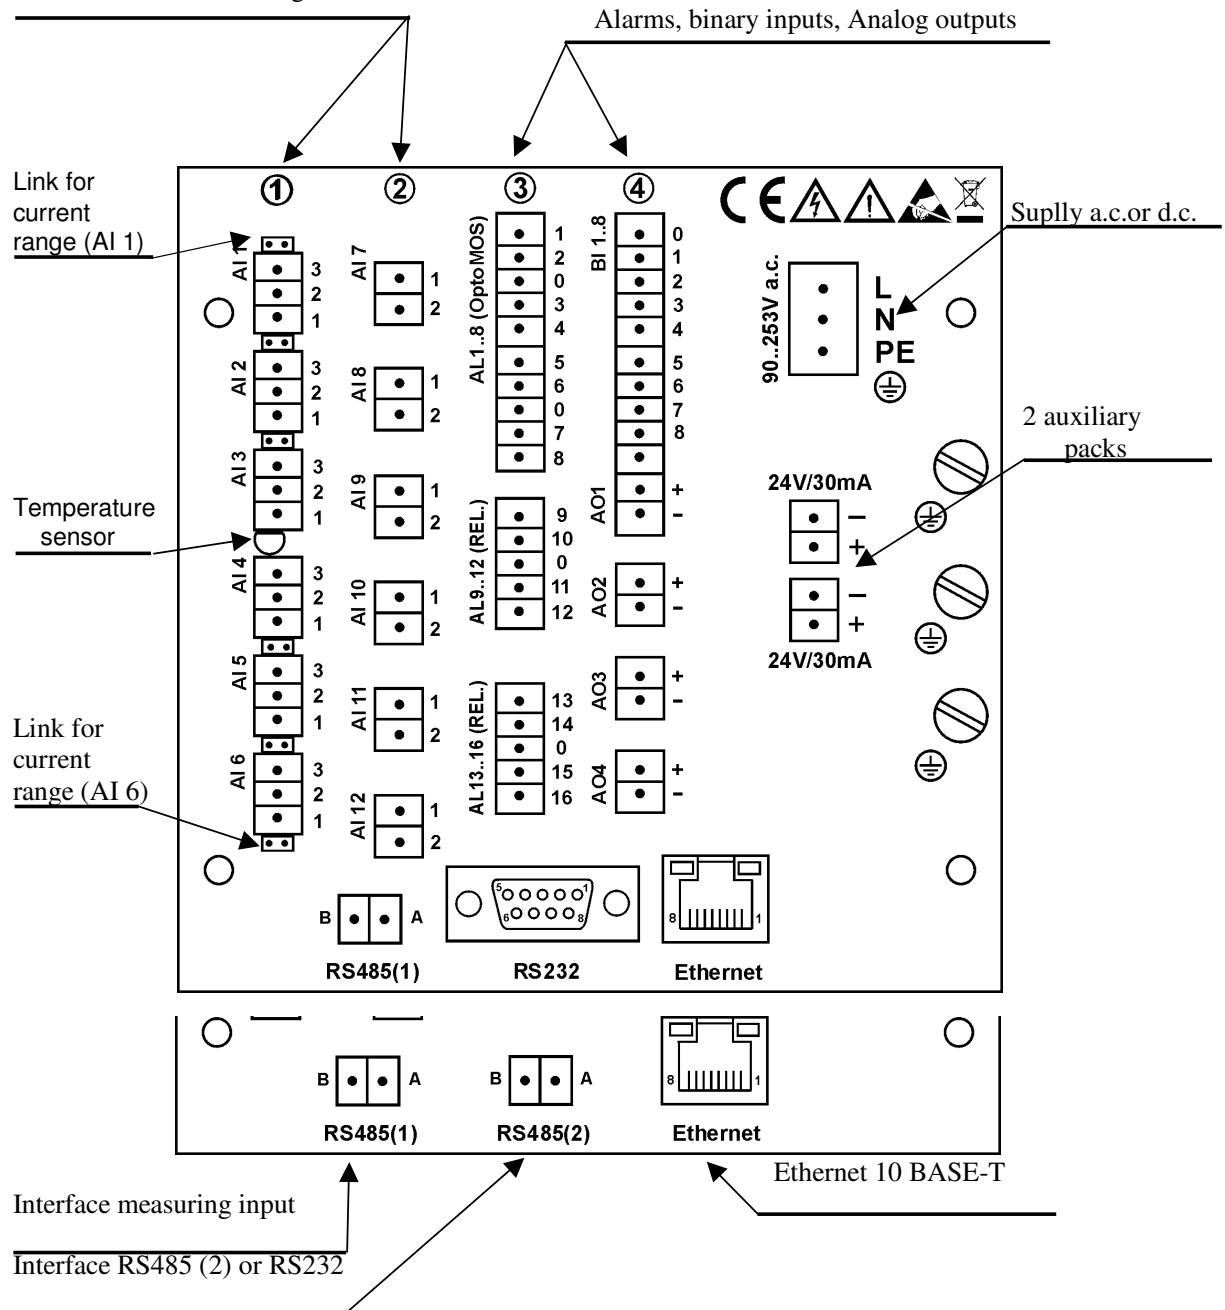 Alarms, binary inputs, Analog outputs
Link for
current
range (AI 1)
Temperature
sensor
Link for
current
range (AI 6)
1
2
3
4
CE
Suplly a.c.or d.c.
2 auxiliary
packs
AI 1
3
2
1
AI 2
3
2
1
AI 3
3
2
1
AI 4
3
2
1
AI 5
3
2
1
AI 6
3
2
1
AI 7
1
2
AI 8
1
2
AI 9
1
2
AI 10
1
2
AI 11
1
2
AI 12
1
2
AL1..8 (OptoMOS)
1
2
0
3
4
5
6
0
7
8
AL9..12 (REL.)
9
10
0
11
12
AL13..16 (REL.)
13
14
0
15
16
BI 1..8
0
1
2
3
4
5
6
7
8
AO1
+
−
AO2
+
−
AO3
+
−
AO4
+
−
90..253V a.c.
L
N
PE
24V/30mA
−
+
−
+
24V/30mA
B A
RS485(1)
5 1
6 8
RS232
8 1
Ethernet
B A
RS485(1)
B A
RS485(2)
8 1
Ethernet
Ethernet 10 BASE-T
Interface measuring input
Interface RS485 (2) or RS232